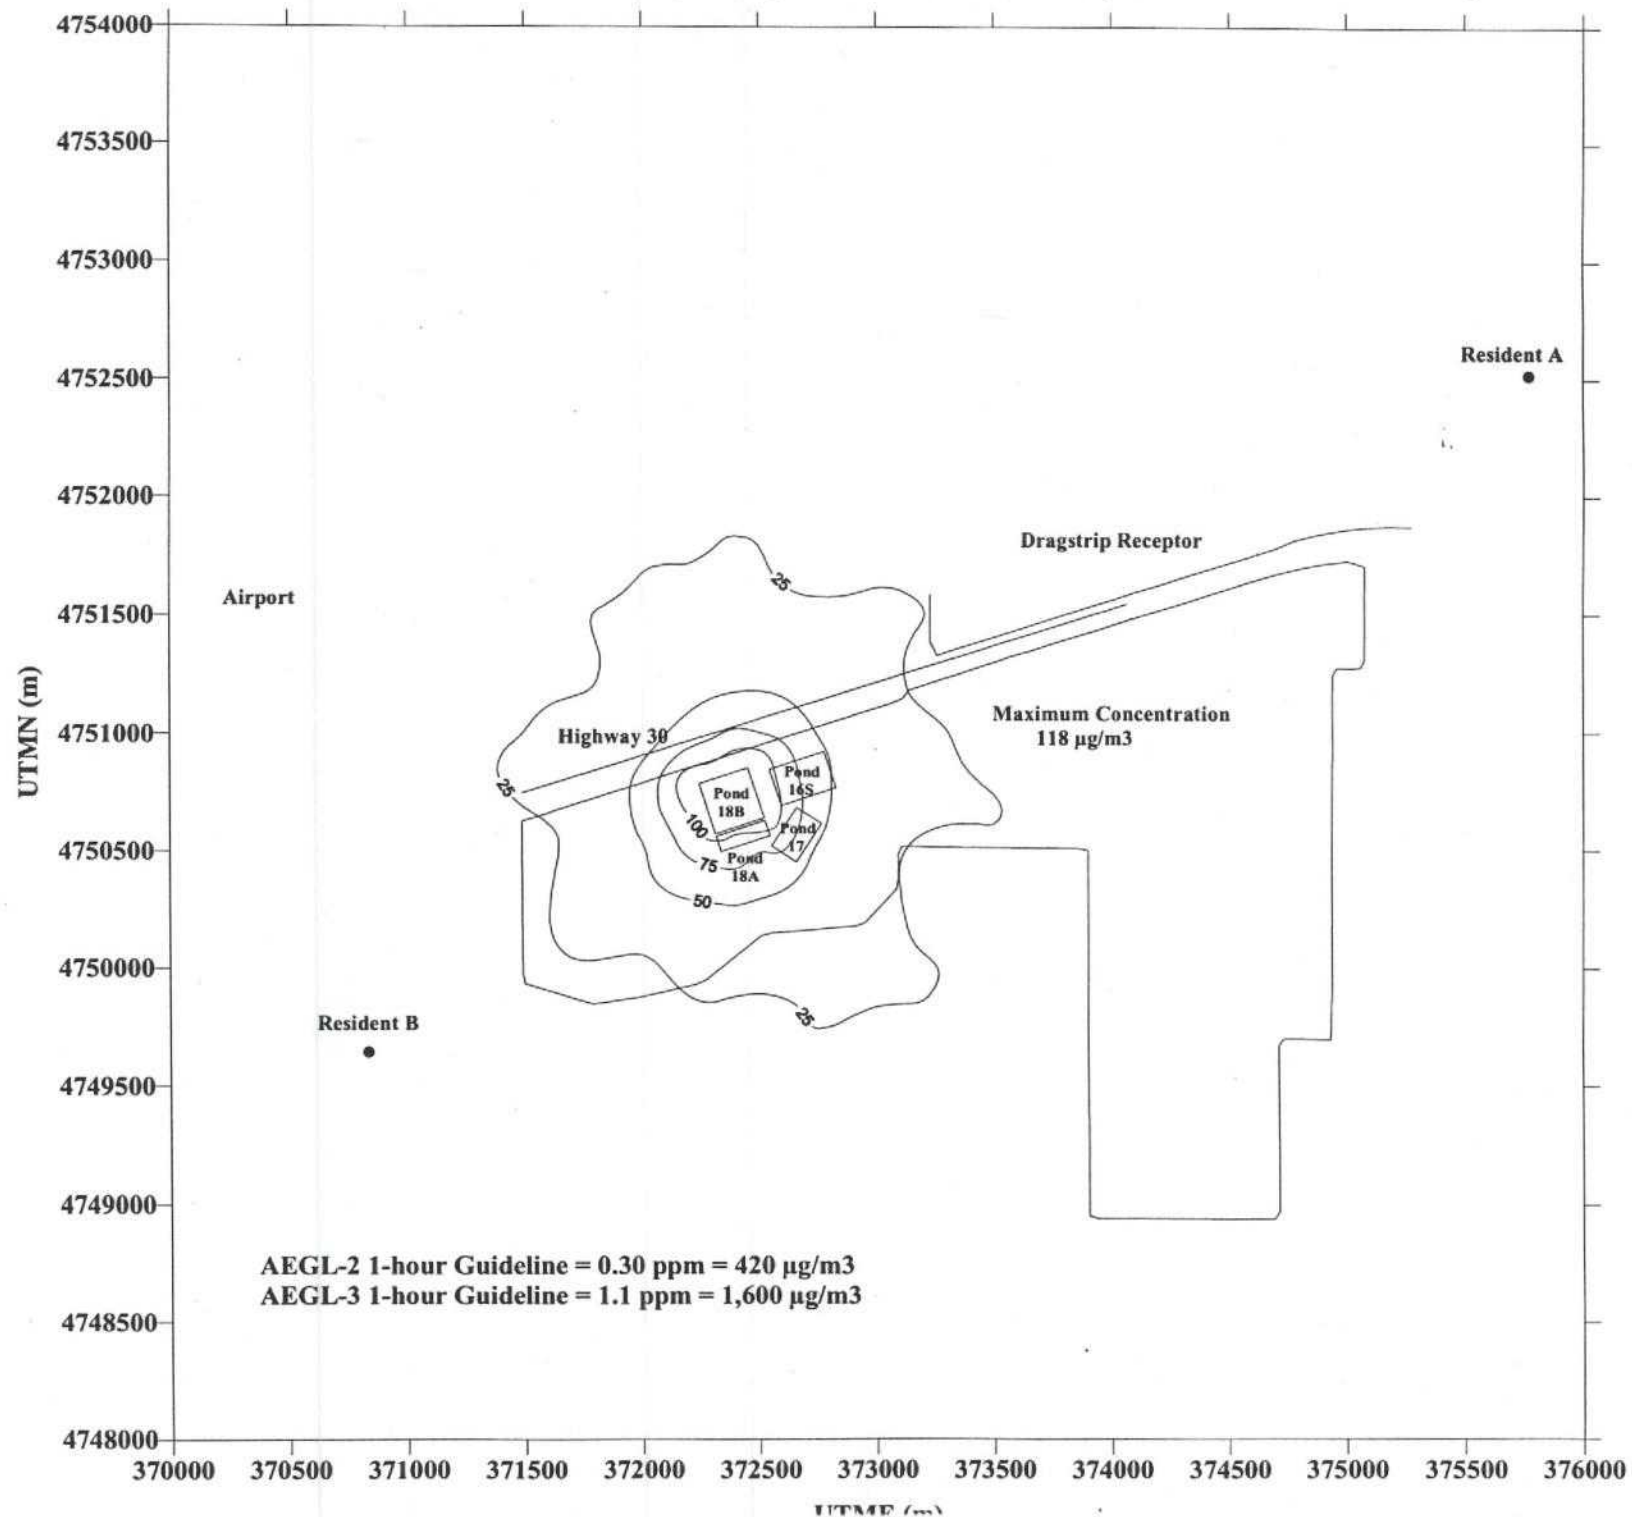 4754000
4753500
4753000
4752500
4752000
4751500
4751000
4750500
4750000
4749500
4749000
4748500
4748000
UTMN (m)
Resident A
Dragstrip Receptor
Airport
25
Maximum Concentration
118 µg/m3
Highway 30
25
Pond
16S
Pond
18B
100
Pond
17
75
Pond
18A
50
25
Resident B
AEGL-2 1-hour Guideline = 0.30 ppm = 420 µg/m3
AEGL-3 1-hour Guideline = 1.1 ppm = 1,600 µg/m3
370000 370500 371000 371500 372000 372500 373000 373500 374000 374500 375000 375500 376000
UTME (m)